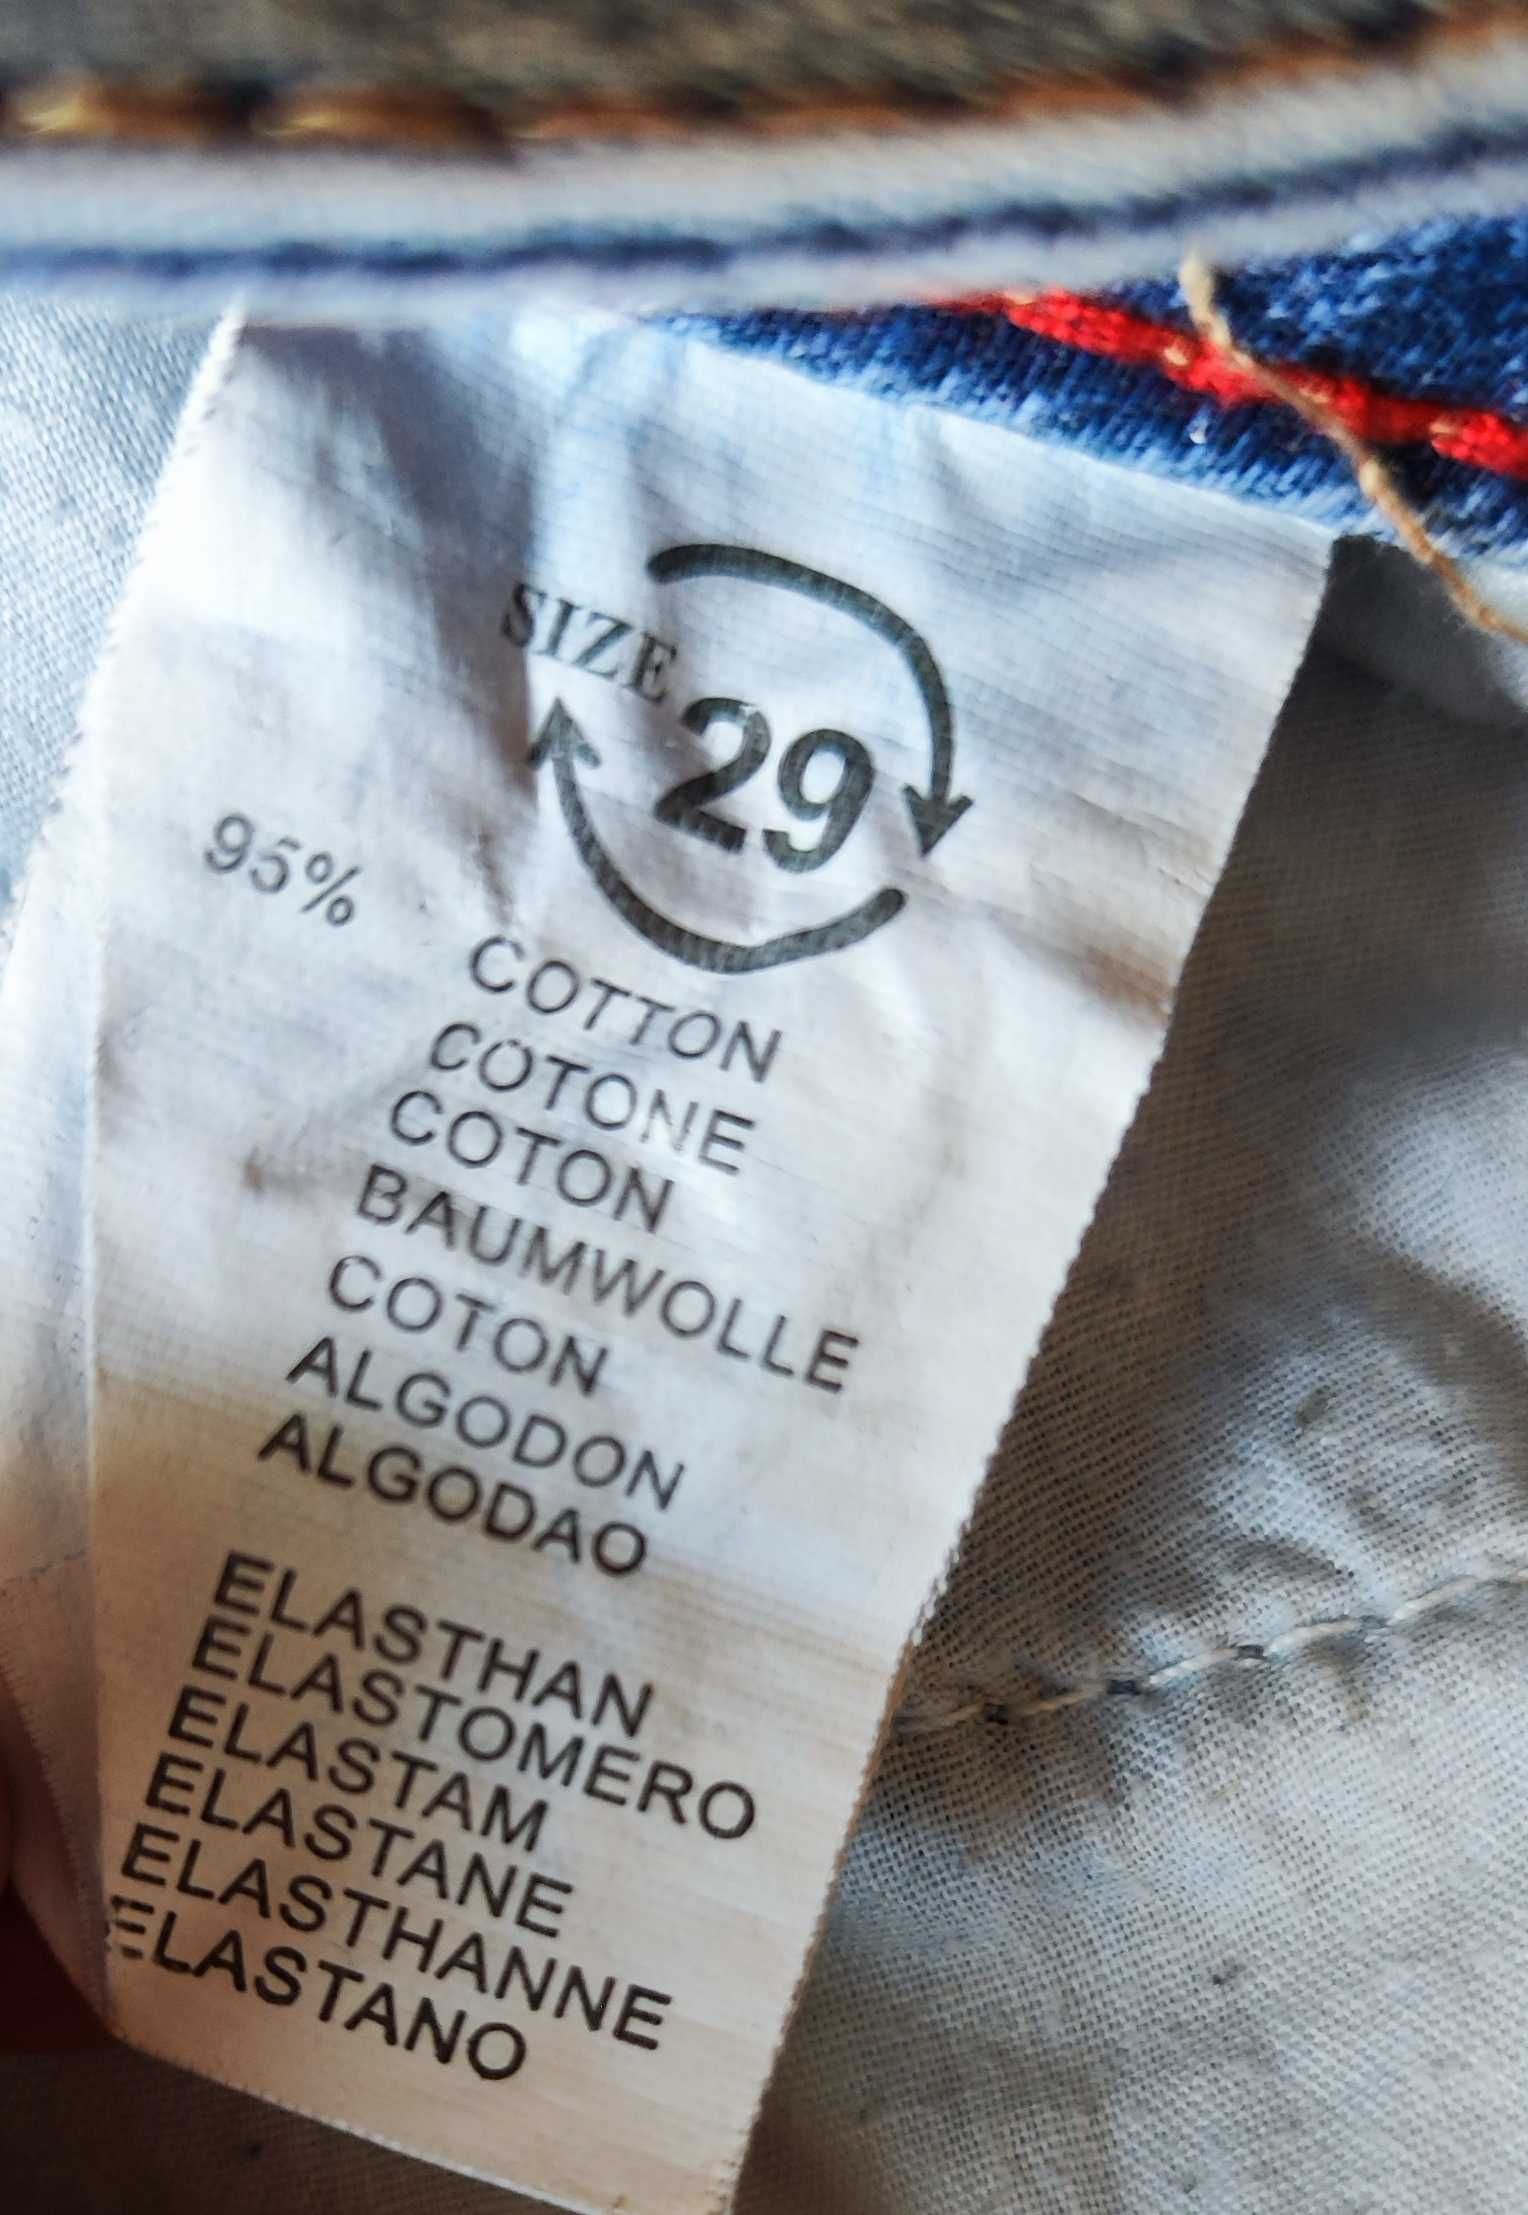 SIZE
29
95%
COTTON
COTONE
COTON
BAUMWOLLE
COTON
ALGODON
ALGODAO
ELASTHAN
ELASTOMERO
ELASTAM
ELASTANE
ELASTHANNE
ELASTANO